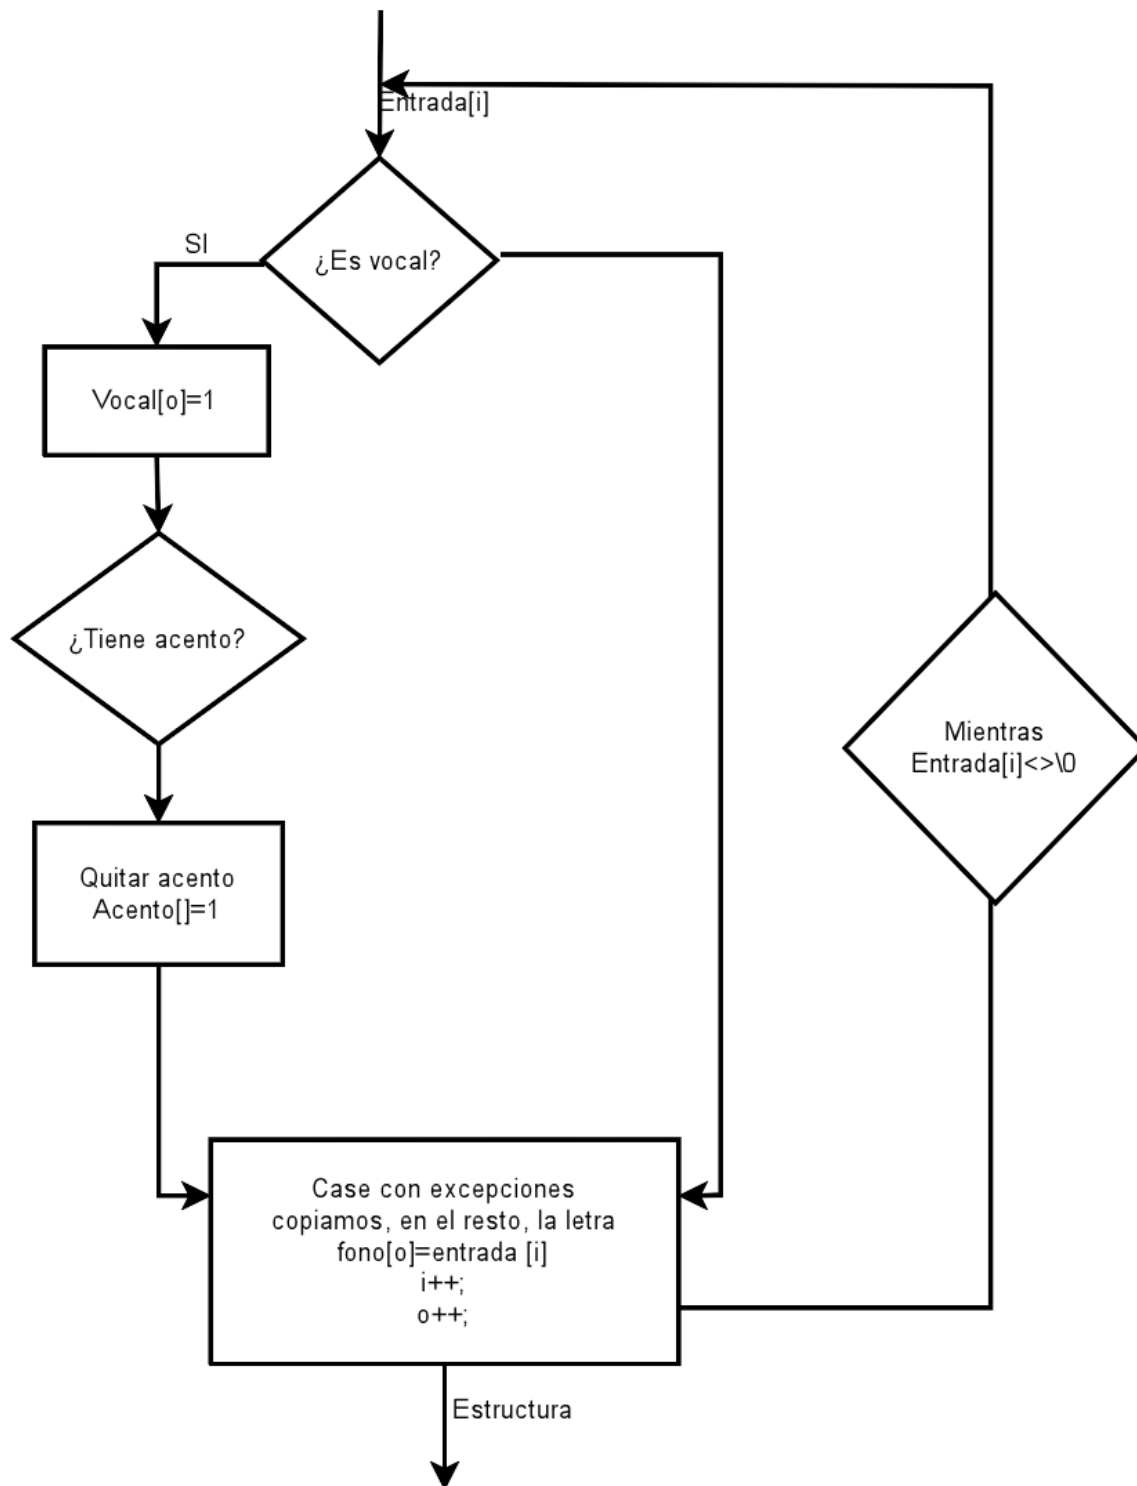 Entrada[i]
¿Es vocal?
SI
Vocal[o]=1
¿Tiene acento?
Mientras
Entrada[i]<>\0
Quitar acento
Acento[]=1
Case con excepciones
copiamos, en el resto, la letra
fono[o]=entrada [i]
i++;
o++;
Estructura